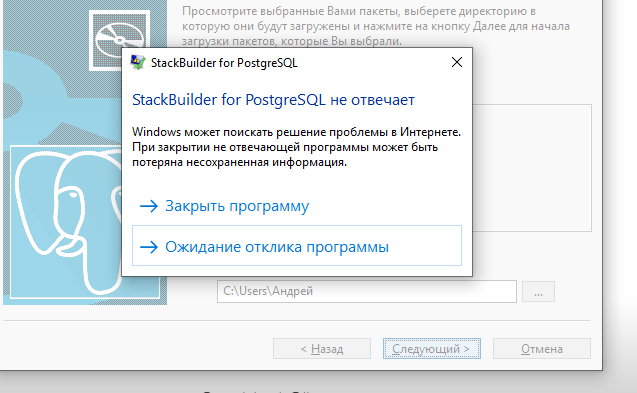 Просмотрите выбранные Вами пакеты, выберете директорию в
которую они будут загружены и нажмите на кнопку Далее для начала
загрузки пакетов, которые Вы выбрали.
StackBuilder for PostgreSQL
StackBuilder for PostgreSQL не отвечает
Windows может поискать решение проблемы в Интернете.
При закрытии не отвечающей программы может быть
потеряна несохраненная информация.
Закрыть программу
Ожидание отклика программы
C:\Users\Андрей
...
< Назад
Следующий >
Отмена